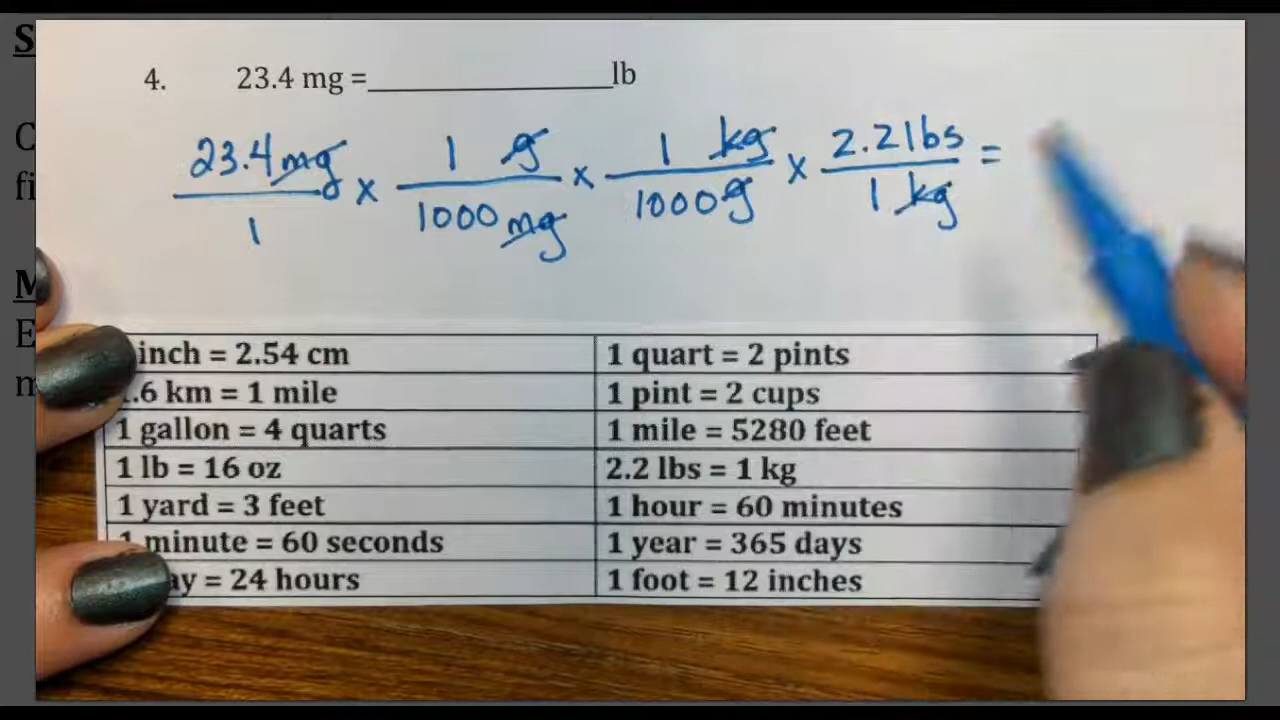 4. 23.4 mg =______________lb
23.4 mg / 1 x 1 g / 1000 mg x 1 kg / 1000 g x 2.2 lbs / 1 kg =
inch = 2.54 cm 1 quart = 2 pints
.6 km = 1 mile 1 pint = 2 cups
1 gallon = 4 quarts 1 mile = 5280 feet
1 lb = 16 oz 2.2 lbs = 1 kg
1 yard = 3 feet 1 hour = 60 minutes
1 minute = 60 seconds 1 year = 365 days
ay = 24 hours 1 foot = 12 inches